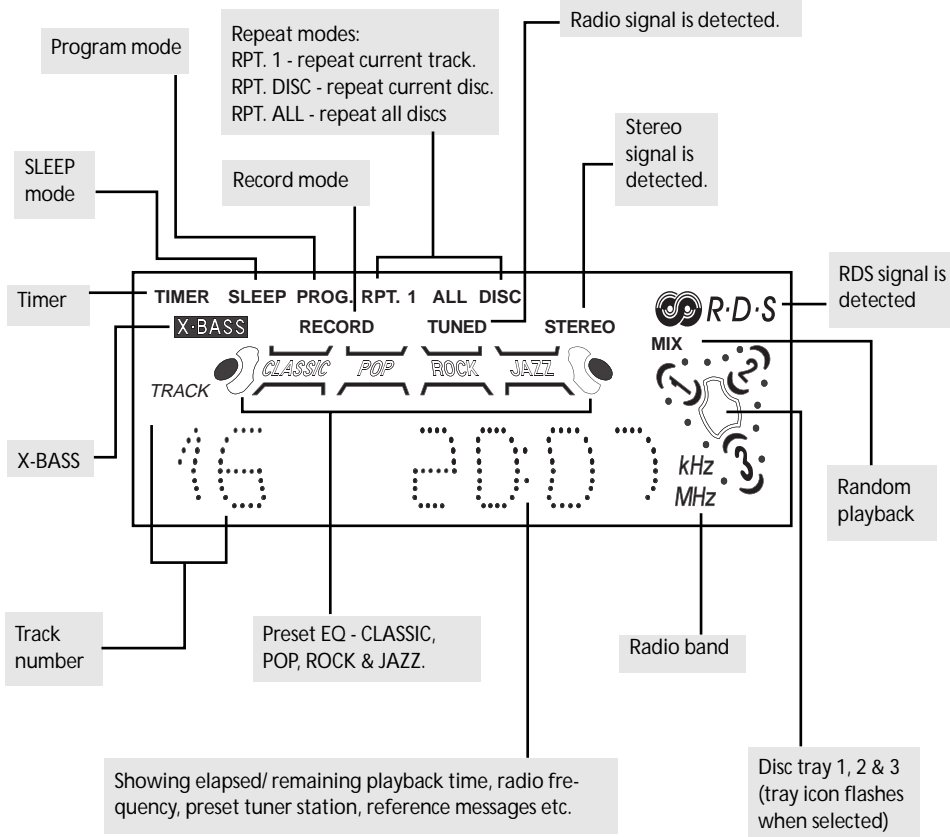 Radio signal is detected.
Program mode
Repeat modes:
RPT. 1 - repeat current track.
RPT. DISC - repeat current disc.
RPT. ALL - repeat all discs
Stereo
signal is
detected.
SLEEP
mode
Record mode
RDS signal is
detected
Timer
TIMER SLEEP PROG. RPT. 1 ALL DISC
R·D·S
X·BASS RECORD TUNED STEREO
MIX
CLASSIC POP ROCK JAZZ
TRACK
1 2
X-BASS
16 20:07
kHz
MHz
3
Random
playback
Track
number
Preset EQ - CLASSIC,
POP, ROCK & JAZZ.
Radio band
Showing elapsed/ remaining playback time, radio fre-
quency, preset tuner station, reference messages etc.
Disc tray 1, 2 & 3
(tray icon flashes
when selected)